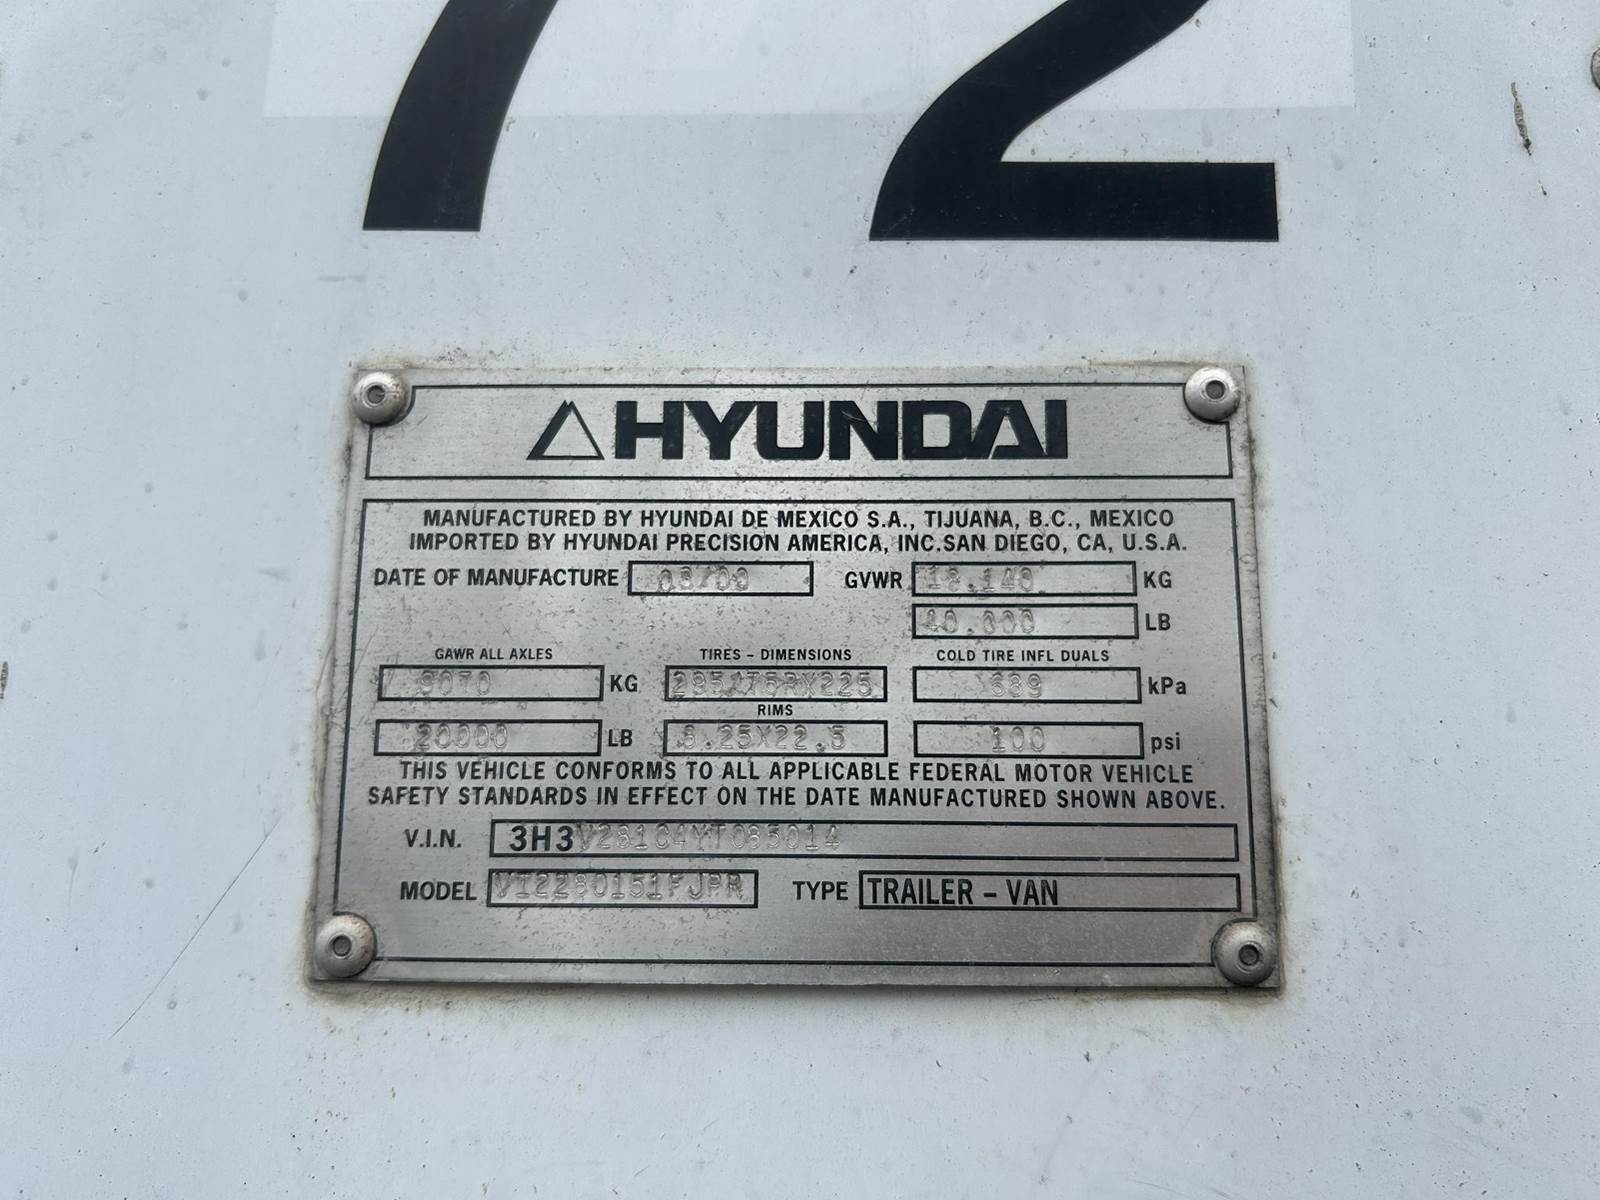 72
HYUNDAI
MANUFACTURED BY HYUNDAI DE MEXICO S.A., TIJUANA, B.C., MEXICO
IMPORTED BY HYUNDAI PRECISION AMERICA, INC.SAN DIEGO, CA, U.S.A.
DATE OF MANUFACTURE 03/00 GVWR 18.140 KG
40.000 LB
GAWR ALL AXLES TIRES - DIMENSIONS COLD TIRE INFL DUALS
9070 KG 295/75RX225 689 kPa
RIMS
20000 LB 8.25X22.5 100 psi
THIS VEHICLE CONFORMS TO ALL APPLICABLE FEDERAL MOTOR VEHICLE
SAFETY STANDARDS IN EFFECT ON THE DATE MANUFACTURED SHOWN ABOVE.
V.I.N. 3H3V281C4YT085014
MODEL TYPE TRAILER - VAN